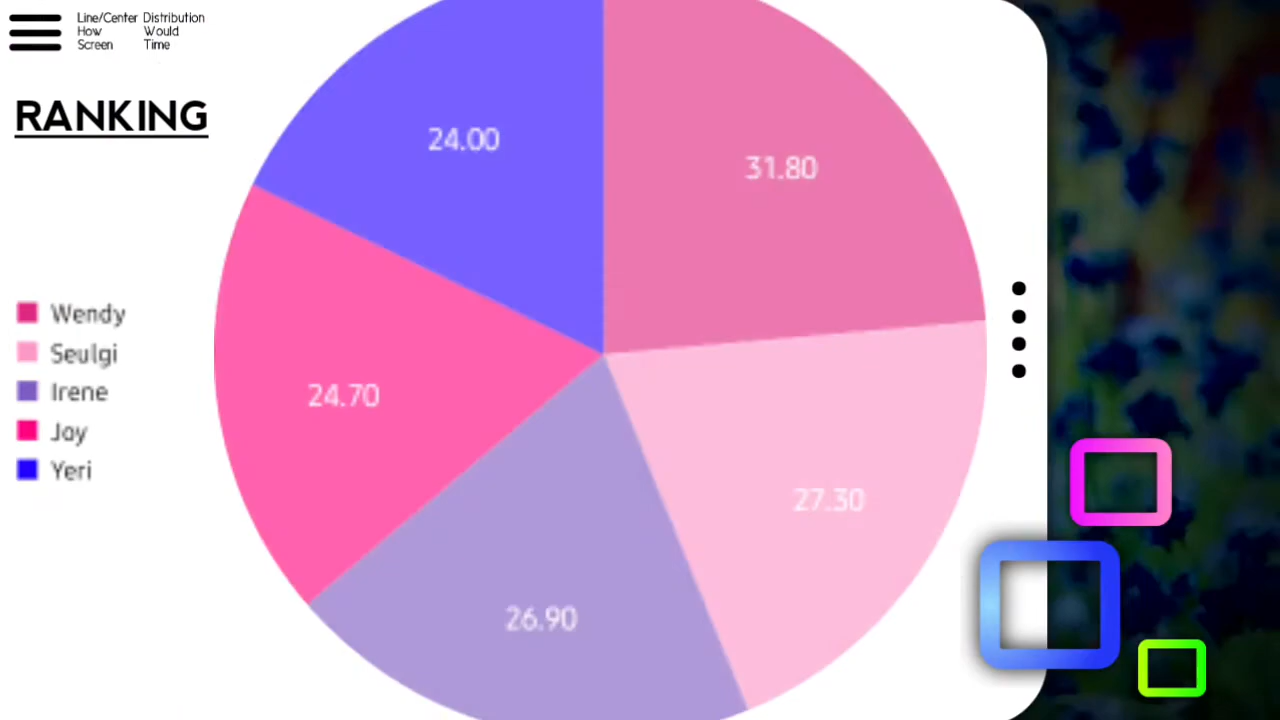 Line/Center Distribution
How Would
Screen Time
RANKING
24.00
31.80
Wendy
Seulgi
Irene
24.70
Joy
Yeri
27.30
26.90